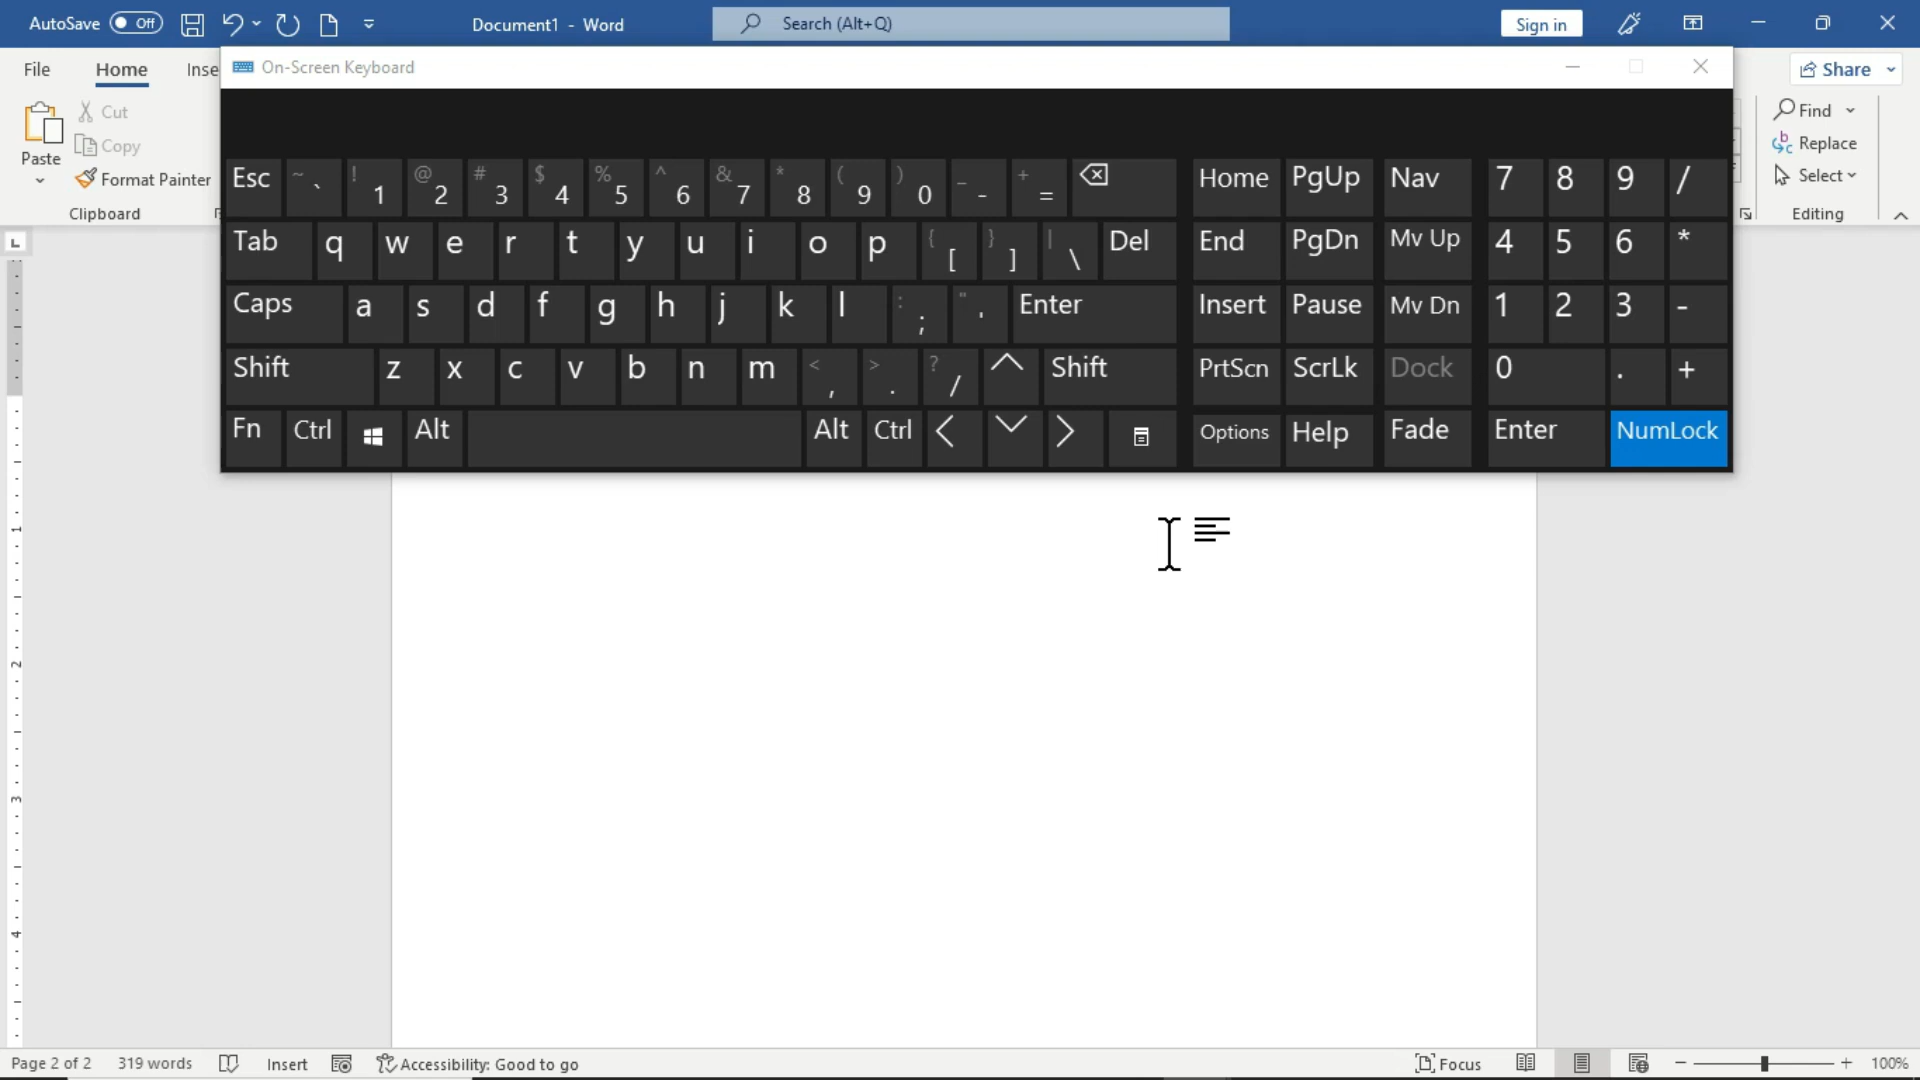 AutoSave Off Document1 - Word Search (Alt+Q) Sign in
File Home Inse Share
On-Screen Keyboard
Paste
Cut
Copy
Format Painter
Clipboard
Find
Replace
Select
Editing
Esc ~ ` ! 1 @ 2 # 3 $ 4 % 5 ^ 6 & 7 * 8 ( 9 ) 0 _ - + = Home PgUp Nav 7 8 9 /
Tab q w e r t y u i o p { [ } ] | \ Del End PgDn Mv Up 4 5 6 *
Caps a s d f g h j k l : ; " ' Enter Insert Pause Mv Dn 1 2 3 -
Shift z x c v b n m < , > . ? / Shift PrtScn ScrLk Dock 0 . +
Fn Ctrl Alt Alt Ctrl Options Help Fade Enter NumLock
L
1
2
3
4
Page 2 of 2 319 words Insert Accessibility: Good to go Focus - + 100%